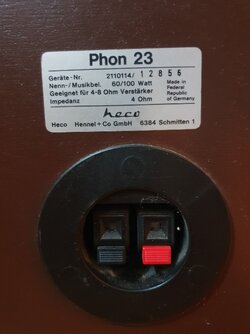 Phon 23
Geräte-Nr. 2110114/ 12856
Nenn-/Musikbel. 60/100 Watt
Geeignet für 4-8 Ohm Verstärker
Impedanz 4 Ohm
Made in
Federal
Republic
of Germany
heco
Heco Hennel+Co GmbH 6384 Schmitten 1